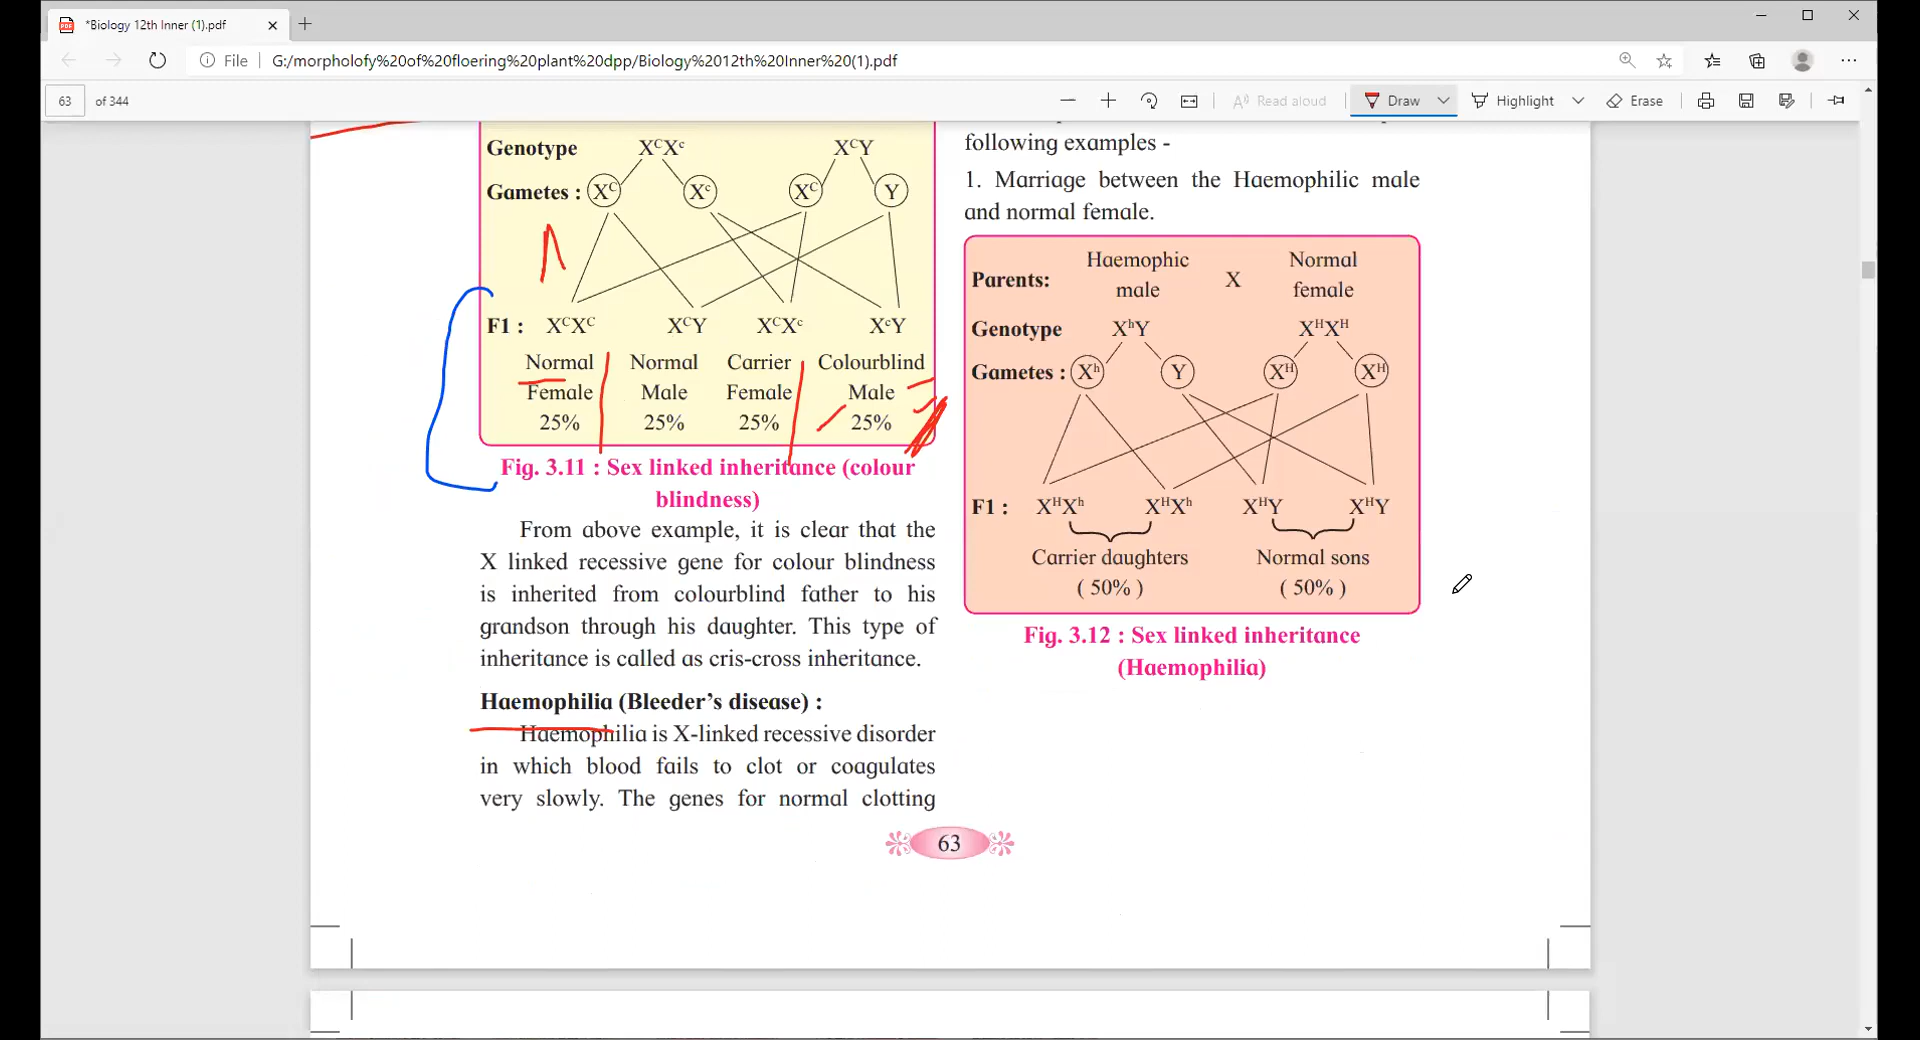 *Biology 12th Inner (1).pdf
File G:/morpholofy%20of%20floering%20plant%20dpp/Biology%2012th%20Inner%20(1).pdf
63 of 344
Read aloud Draw Highlight Erase
Genotype XᶜXᶜ XᶜY
Gametes : Xᶜ Xᶜ Xᶜ Y
F1 : XᶜXᶜ XᶜY XᶜXᶜ XᶜY
Normal Normal Carrier Colourblind
Female Male Female Male
25% 25% 25% 25%
Fig. 3.11 : Sex linked inheritance (colour
blindness)
From above example, it is clear that the
X linked recessive gene for colour blindness
is inherited from colourblind father to his
grandson through his daughter. This type of
inheritance is called as cris-cross inheritance.
Haemophilia (Bleeder’s disease) :
Haemophilia is X-linked recessive disorder
in which blood fails to clot or coagulates
very slowly. The genes for normal clotting
following examples -
1. Marriage between the Haemophilic male
and normal female.
Parents: Haemophic male X Normal female
Genotype XʰY XᴴXᴴ
Gametes : Xʰ Y Xᴴ Xᴴ
F1 : XᴴXʰ XᴴXʰ XᴴY XᴴY
Carrier daughters Normal sons
( 50% ) ( 50% )
Fig. 3.12 : Sex linked inheritance
(Haemophilia)
63